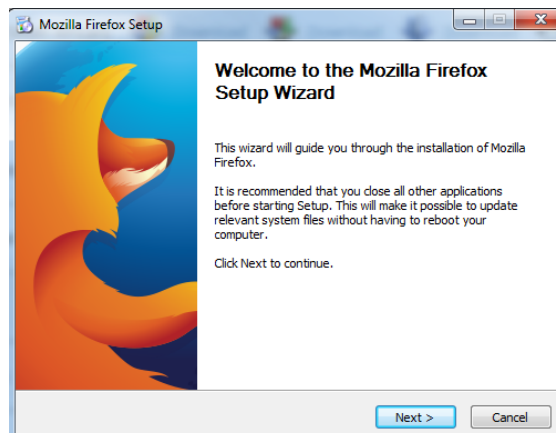 Mozilla Firefox Setup
Welcome to the Mozilla Firefox
Setup Wizard
This wizard will guide you through the installation of Mozilla
Firefox.
It is recommended that you close all other applications
before starting Setup. This will make it possible to update
relevant system files without having to reboot your
computer.
Click Next to continue.
Next >
Cancel